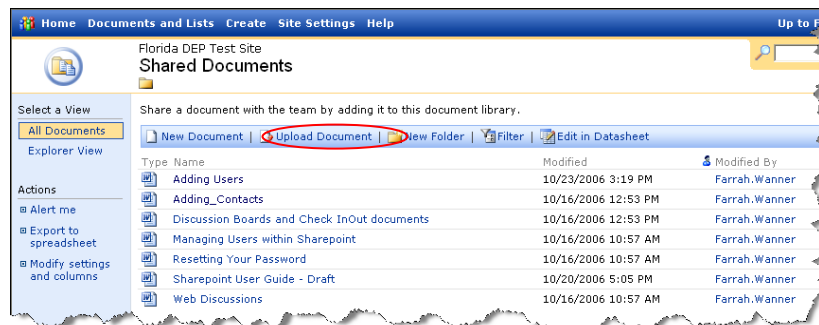 Home Documents and Lists Create Site Settings Help Up to
Florida DEP Test Site
Shared Documents
Select a View
All Documents
Explorer View
Actions
Alert me
Export to
spreadsheet
Modify settings
and columns
Share a document with the team by adding it to this document library.
New Document | Upload Document | New Folder | Filter | Edit in Datasheet
Type Name Modified Modified By
Adding Users 10/23/2006 3:19 PM Farrah.Wanner
Adding_Contacts 10/16/2006 12:53 PM Farrah.Wanner
Discussion Boards and Check InOut documents 10/16/2006 12:53 PM Farrah.Wanner
Managing Users within Sharepoint 10/16/2006 10:57 AM Farrah.Wanner
Resetting Your Password 10/16/2006 10:57 AM Farrah.Wanner
Sharepoint User Guide - Draft 10/20/2006 5:05 PM Farrah.Wanner
Web Discussions 10/16/2006 10:57 AM Farrah.Wanner